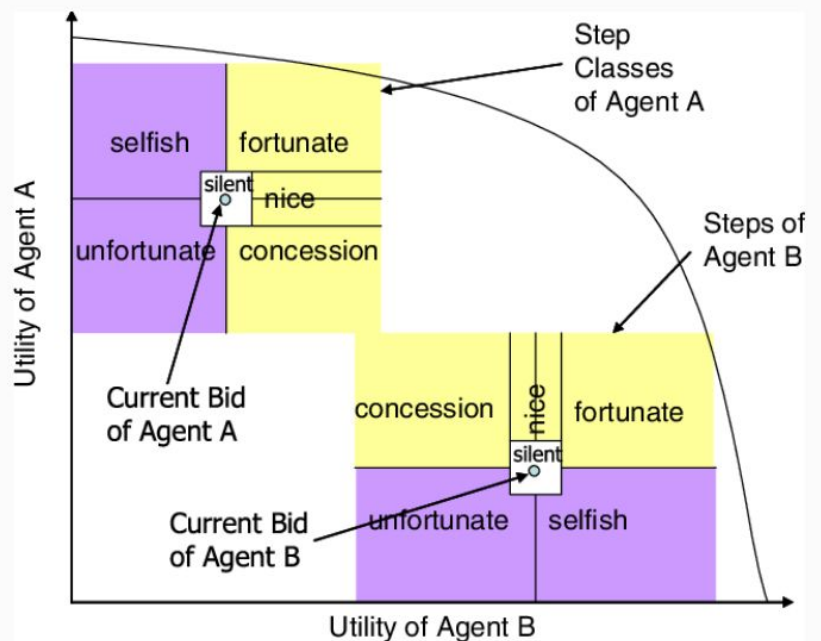 Step
Classes
of Agent A
selfish
fortunate
silent
nice
unfortunate
concession
Utility of Agent A
Steps of
Agent B
Current Bid
of Agent A
concession
nice
fortunate
silent
Current Bid
of Agent B
unfortunate
selfish
Utility of Agent B